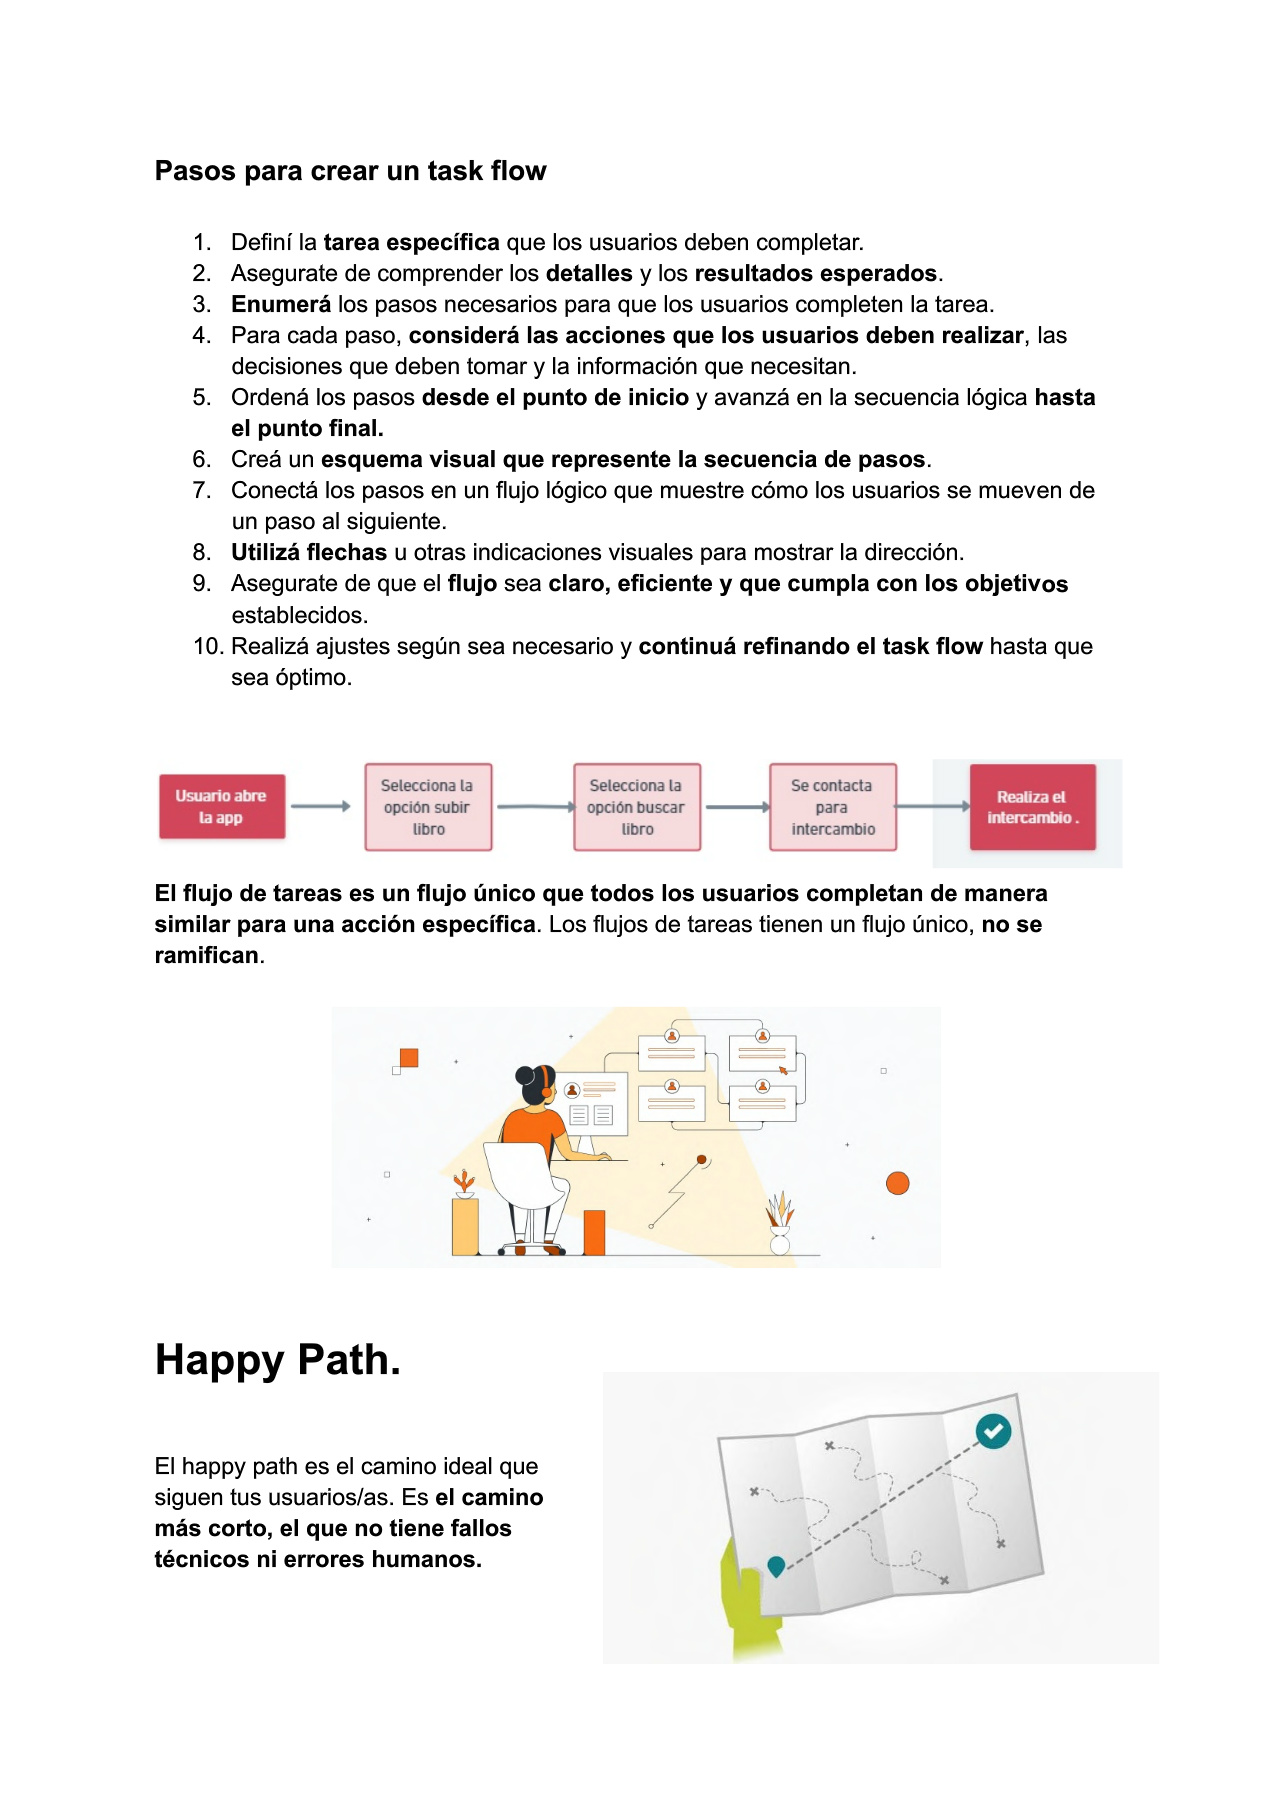 Pasos para crear un task flow
1. Definí la tarea específica que los usuarios deben completar.
2. Asegurate de comprender los detalles y los resultados esperados.
3. Enumerá los pasos necesarios para que los usuarios completen la tarea.
4. Para cada paso, considerá las acciones que los usuarios deben realizar, las
decisiones que deben tomar y la información que necesitan.
5. Ordená los pasos desde el punto de inicio y avanzá en la secuencia lógica hasta
el punto final.
6. Creá un esquema visual que represente la secuencia de pasos.
7. Conectá los pasos en un flujo lógico que muestre cómo los usuarios se mueven de
un paso al siguiente.
8. Utilizá flechas u otras indicaciones visuales para mostrar la dirección.
9. Asegurate de que el flujo sea claro, eficiente y que cumpla con los objetivos
establecidos.
10. Realizá ajustes según sea necesario y continuá refinando el task flow hasta que
sea óptimo.
Usuario abre
la app
Selecciona la
opción subir
libro
Selecciona la
opción buscar
libro
Se contacta
para
intercambio
Realiza el
intercambio .
El flujo de tareas es un flujo único que todos los usuarios completan de manera
similar para una acción específica. Los flujos de tareas tienen un flujo único, no se
ramifican.
Happy Path.
El happy path es el camino ideal que
siguen tus usuarios/as. Es el camino
más corto, el que no tiene fallos
técnicos ni errores humanos.